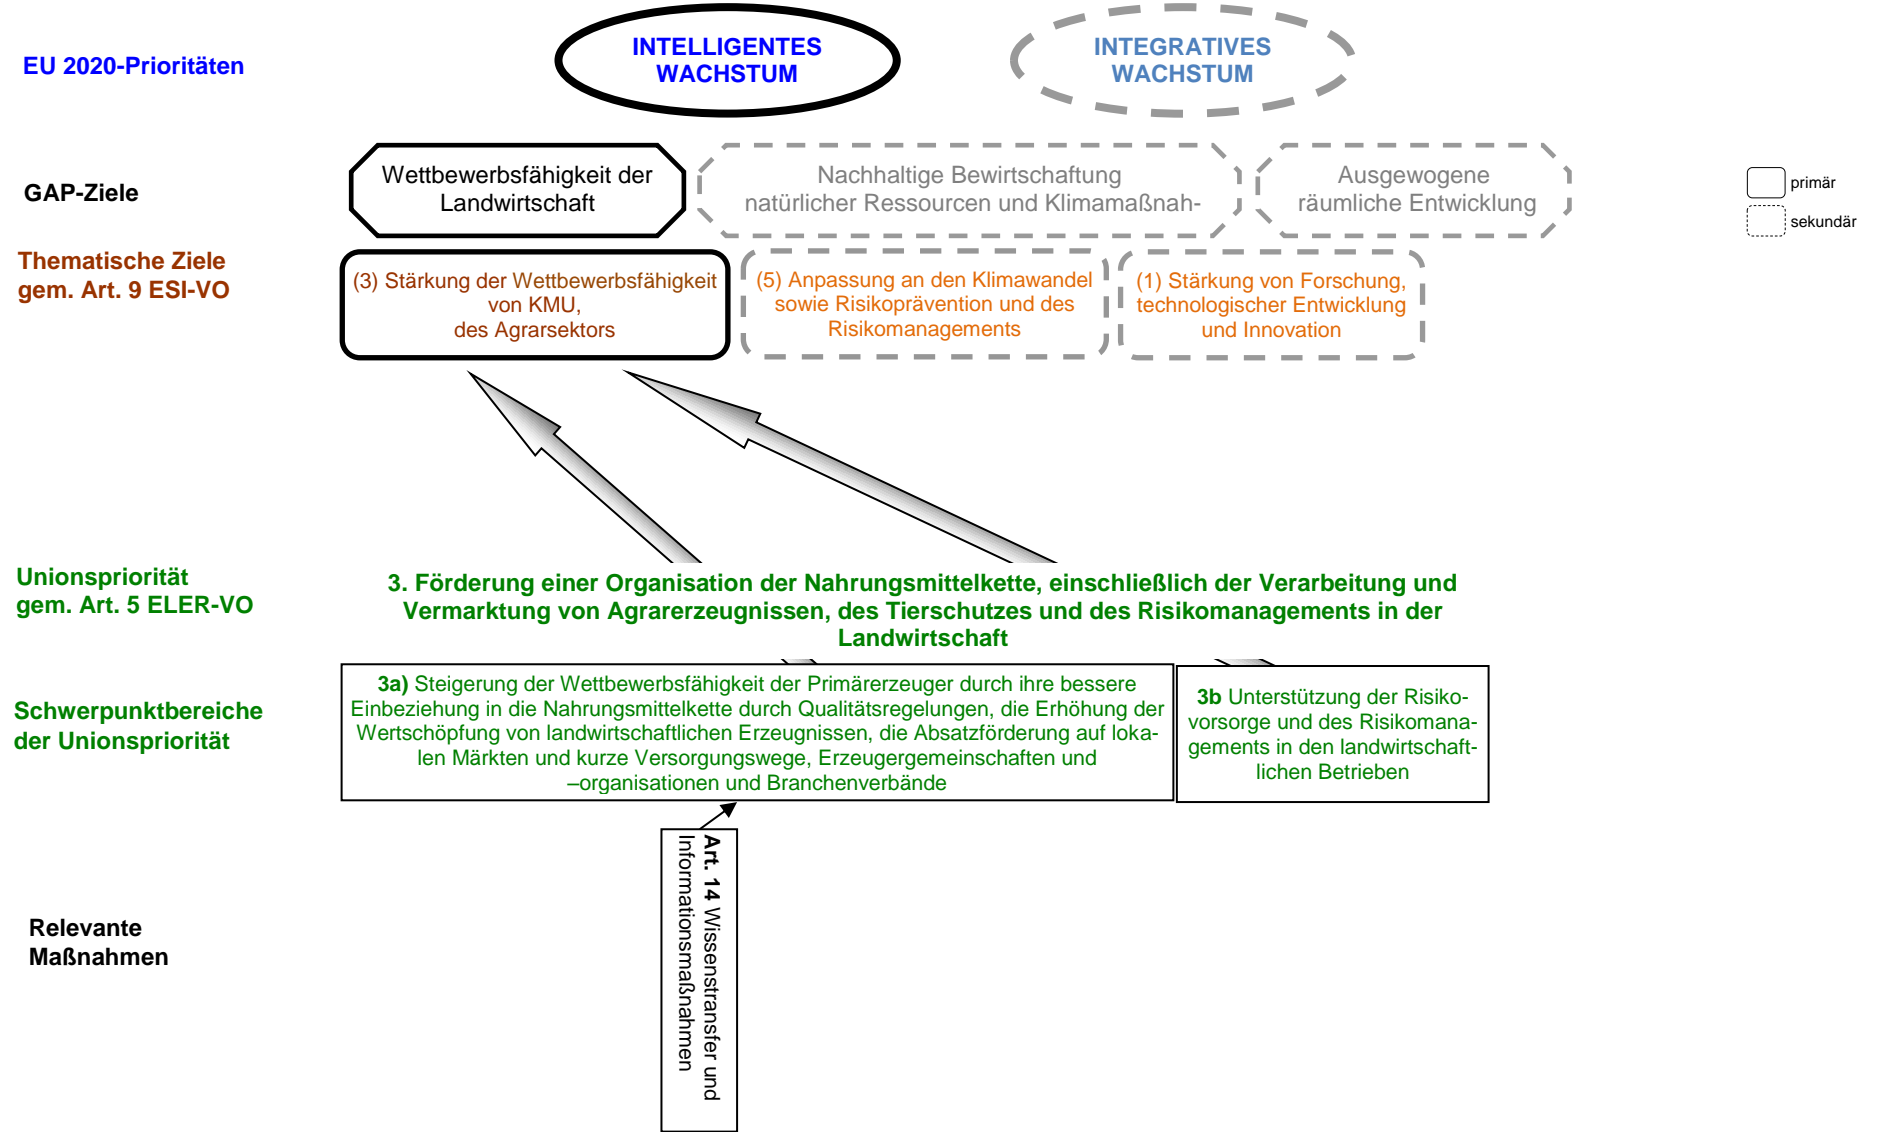 EU 2020-Prioritäten
INTELLIGENTES
WACHSTUM
INTEGRATIVES
WACHSTUM
GAP-Ziele
Wettbewerbsfähigkeit der
Landwirtschaft
Nachhaltige Bewirtschaftung
natürlicher Ressourcen und Klimamaßnah-
Ausgewogene
räumliche Entwicklung
primär
sekundär
Thematische Ziele
gem. Art. 9 ESI-VO
(3) Stärkung der Wettbewerbsfähigkeit
von KMU,
des Agrarsektors
(5) Anpassung an den Klimawandel
sowie Risikoprävention und des
Risikomanagements
(1) Stärkung von Forschung,
technologischer Entwicklung
und Innovation
Unionspriorität
gem. Art. 5 ELER-VO
3. Förderung einer Organisation der Nahrungsmittelkette, einschließlich der Verarbeitung und
Vermarktung von Agrarerzeugnissen, des Tierschutzes und des Risikomanagements in der
Landwirtschaft
Schwerpunktbereiche
der Unionspriorität
3a) Steigerung der Wettbewerbsfähigkeit der Primärerzeuger durch ihre bessere
Einbeziehung in die Nahrungsmittelkette durch Qualitätsregelungen, die Erhöhung der
Wertschöpfung von landwirtschaftlichen Erzeugnissen, die Absatzförderung auf loka-
len Märkten und kurze Versorgungswege, Erzeugergemeinschaften und
–organisationen und Branchenverbände
3b Unterstützung der Risiko-
vorsorge und des Risikomana-
gements in den landwirtschaft-
lichen Betrieben
Relevante
Maßnahmen
Art. 14 Wissenstransfer und
Informationsmaßnahmen